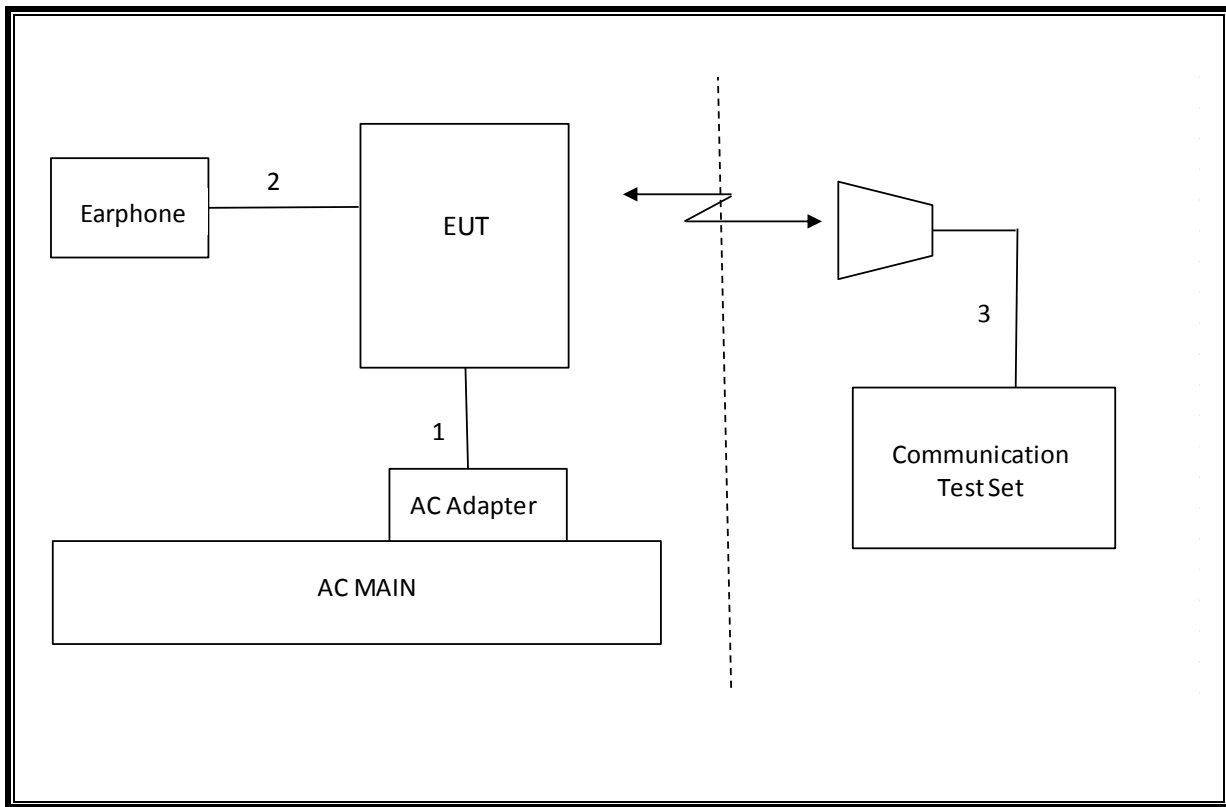 2
Earphone
EUT
3
1
Communication
Test Set
AC Adapter
AC MAIN